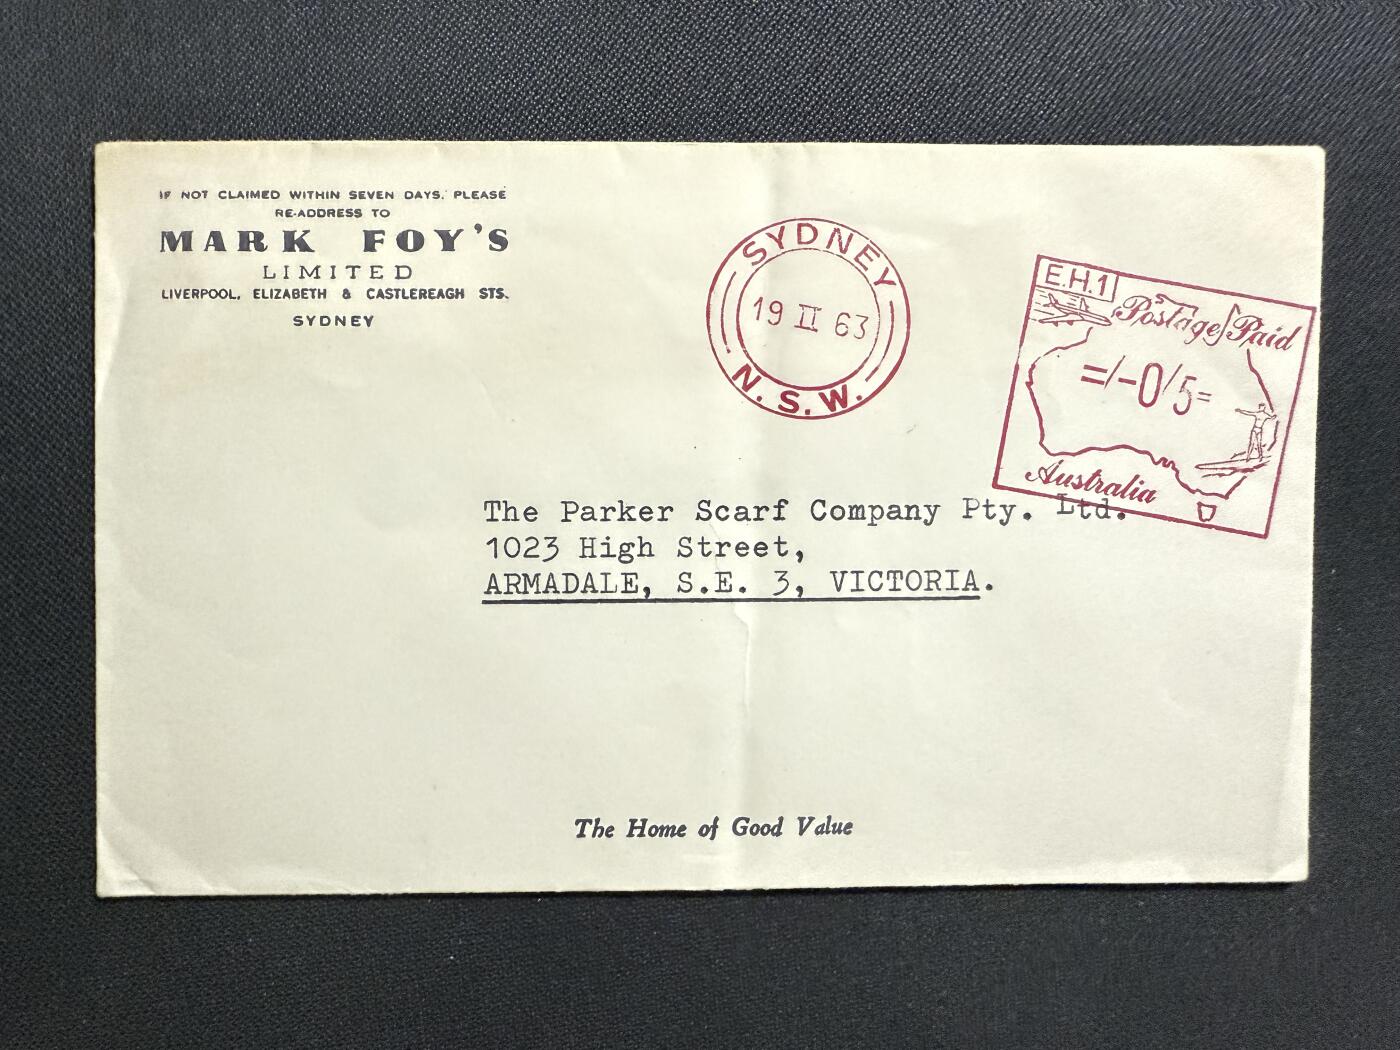 IF NOT CLAIMED WITHIN SEVEN DAYS, PLEASE
RE-ADDRESS TO
MARK FOY'S
LIMITED
LIVERPOOL, ELIZABETH & CASTLEREAGH STS.
SYDNEY
SYDNEY
19 II 63
N.S.W.
E.H.1
Postage Paid
=/-0/5=
Australia
The Parker Scarf Company Pty. Ltd.
1023 High Street,
ARMADALE, S.E. 3, VICTORIA.
The Home of Good Value